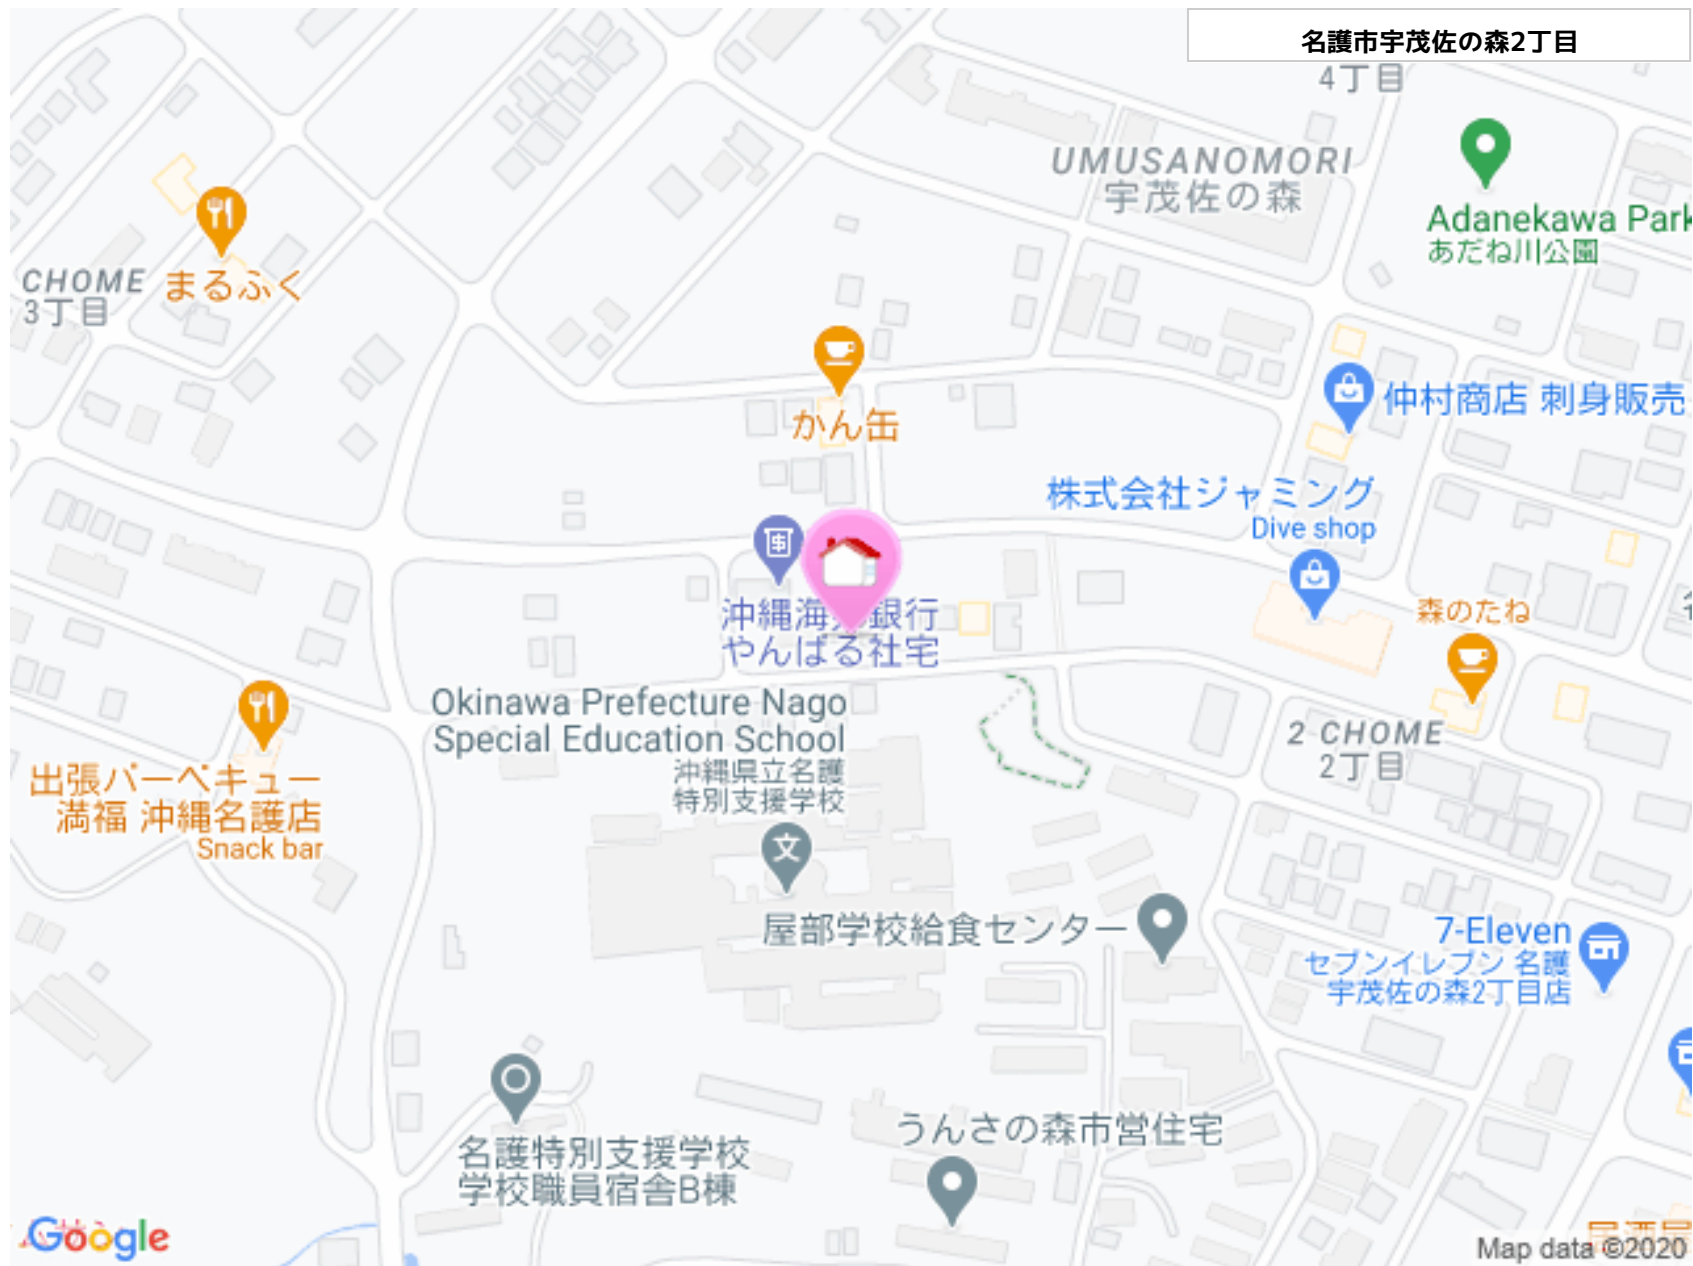 名護市宇茂佐の森2丁目
4丁目
UMUSANOMORI
宇茂佐の森
Adanekawa Park
あだね川公園
CHOME
3丁目
まるふく
かん缶
仲村商店 刺身販売
株式会社ジャミング
Dive shop
沖縄海
銀行
やんばる社宅
森のたね
Okinawa Prefecture Nago
Special Education School
沖縄県立名護
特別支援学校
2 CHOME
2丁目
出張バーベキュー
満福 沖縄名護店
Snack bar
屋部学校給食センター
7-Eleven
セブンイレブン 名護
宇茂佐の森2丁目店
名護特別支援学校
学校職員宿舎B棟
うんさの森市営住宅
Google
Map data ©2020